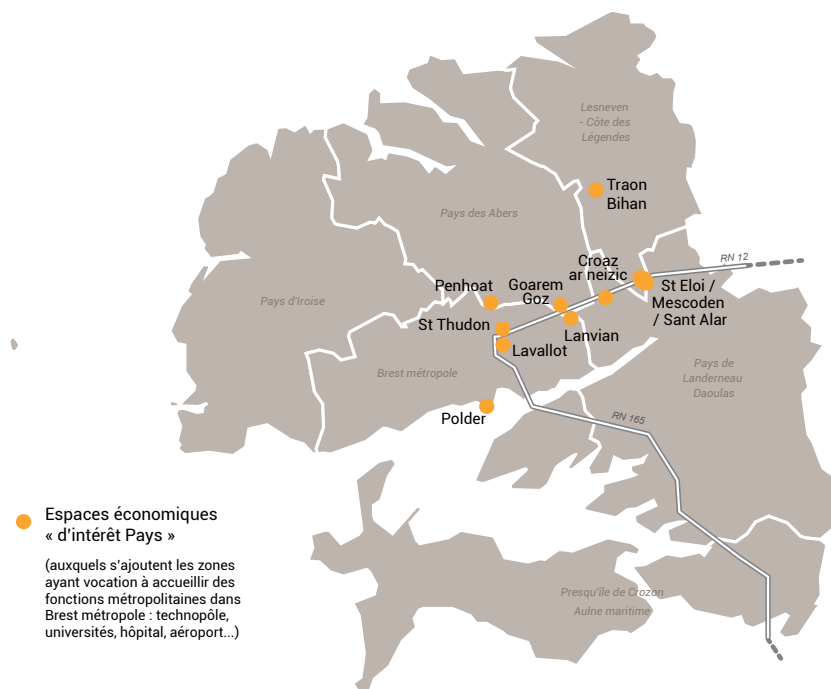 Lesneven
- Côte des
Légendes
Traon
Bihan
Pays des Abers
Croaz
ar neizic
RN 12
Penhoat
Goarem
Goz
St Eloi /
Mescoden
/ Sant Alar
Pays d'Iroise
St Thudon
Lanvian
Lavallot
Brest métropole
Pays de
Landerneau
Daoulas
Polder
RN 165
Espaces économiques
« d'intérêt Pays »
(auxquels s'ajoutent les zones
ayant vocation à accueillir des
fonctions métropolitaines dans
Brest métropole : technopôle,
universités, hôpital, aéroport...)
Presqu'île de Crozon
Aulne maritime